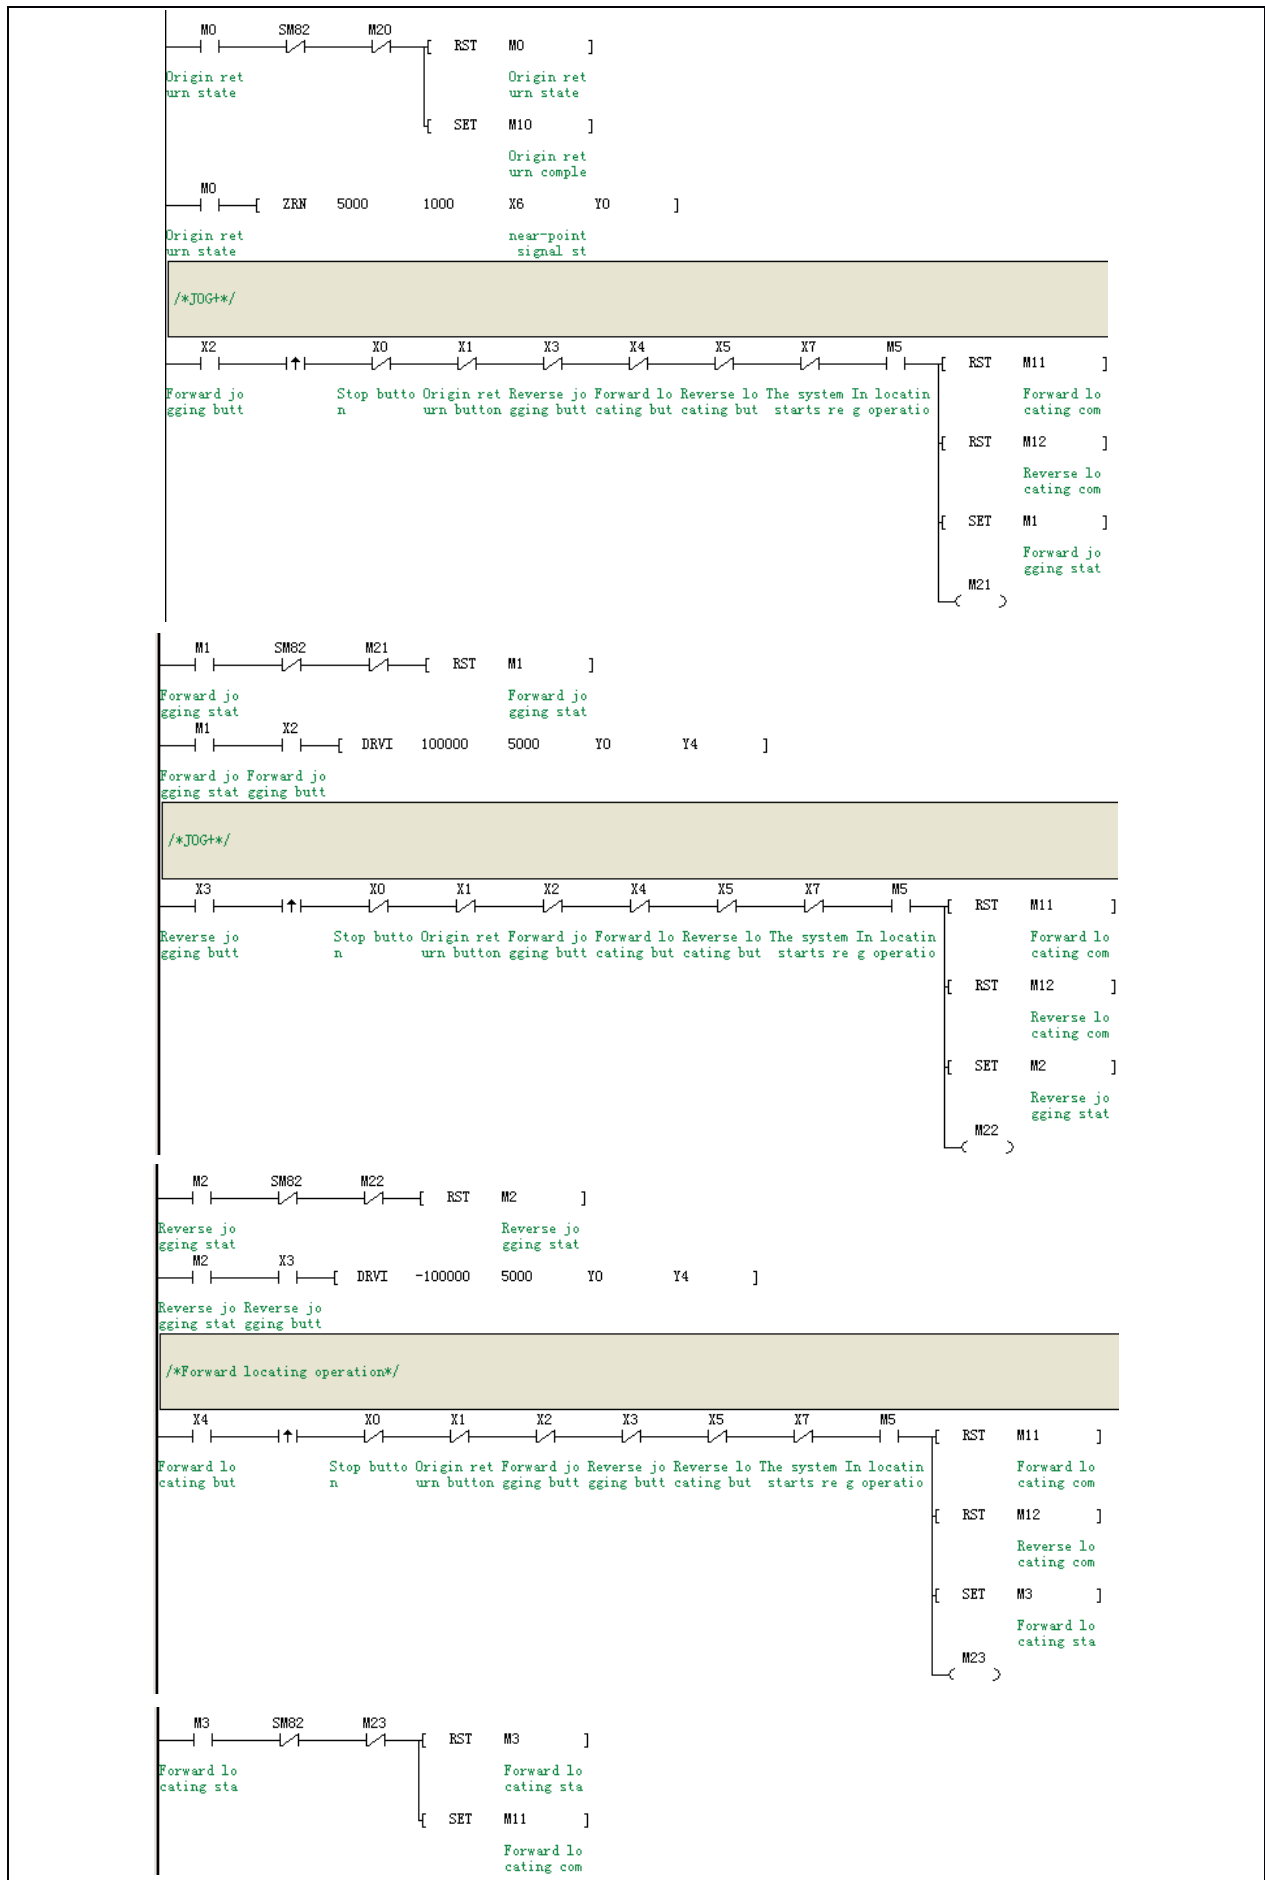 M0 SM82 M20
[ RST M0 ]
Origin ret Origin ret
urn state urn state
[ SET M10 ]
Origin ret
urn comple
M0
[ ZRN 5000 1000 X6 Y0 ]
Origin ret near-point
urn state signal st
/*JOG+*/
X2 X0 X1 X3 X4 X5 X7 M5
[ RST M11 ]
Forward jo Stop butto Origin ret Reverse jo Forward lo Reverse lo The system In locatin Forward lo
gging butt n urn button gging butt cating but cating but starts re g operatio cating com
[ RST M12 ]
Reverse lo
cating com
[ SET M1 ]
Forward jo
gging stat
M21
( )
M1 SM82 M21
[ RST M1 ]
Forward jo Forward jo
gging stat gging stat
M1 X2
[ DRVI 100000 5000 Y0 Y4 ]
Forward jo Forward jo
gging stat gging butt
/*JOG+*/
X3 X0 X1 X2 X4 X5 X7 M5
[ RST M11 ]
Reverse jo Stop butto Origin ret Forward jo Forward lo Reverse lo The system In locatin Forward lo
gging butt n urn button gging butt cating but cating but starts re g operatio cating com
[ RST M12 ]
Reverse lo
cating com
[ SET M2 ]
Reverse jo
gging stat
M22
( )
M2 SM82 M22
[ RST M2 ]
Reverse jo Reverse jo
gging stat gging stat
M2 X3
[ DRVI -100000 5000 Y0 Y4 ]
Reverse jo Reverse jo
gging stat gging butt
/*Forward locating operation*/
X4 X0 X1 X2 X3 X5 X7 M5
[ RST M11 ]
Forward lo Stop butto Origin ret Forward jo Reverse jo Reverse lo The system In locatin Forward lo
cating but n urn button gging butt gging butt cating but starts re g operatio cating com
[ RST M12 ]
Reverse lo
cating com
[ SET M3 ]
Forward lo
cating sta
M23
( )
M3 SM82 M23
[ RST M3 ]
Forward lo Forward lo
cating sta cating sta
[ SET M11 ]
Forward lo
cating com